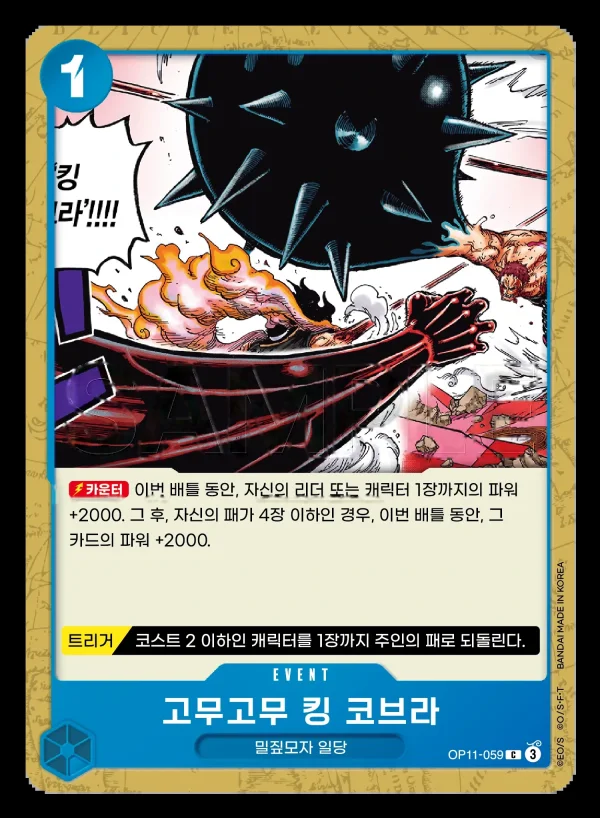 1
킹
라'!!!!
SAMPLE
카운터 이번 배틀 동안, 자신의 리더 또는 캐릭터 1장까지의 파워
+2000. 그 후, 자신의 패가 4장 이하인 경우, 이번 배틀 동안, 그
카드의 파워 +2000.
트리거 코스트 2 이하인 캐릭터를 1장까지 주인의 패로 되돌린다.
EVENT
고무고무 킹 코브라
밀짚모자 일당
OP11-059 C 3
©EO/S ©O/S·F·T BANDAI MADE IN KOREA